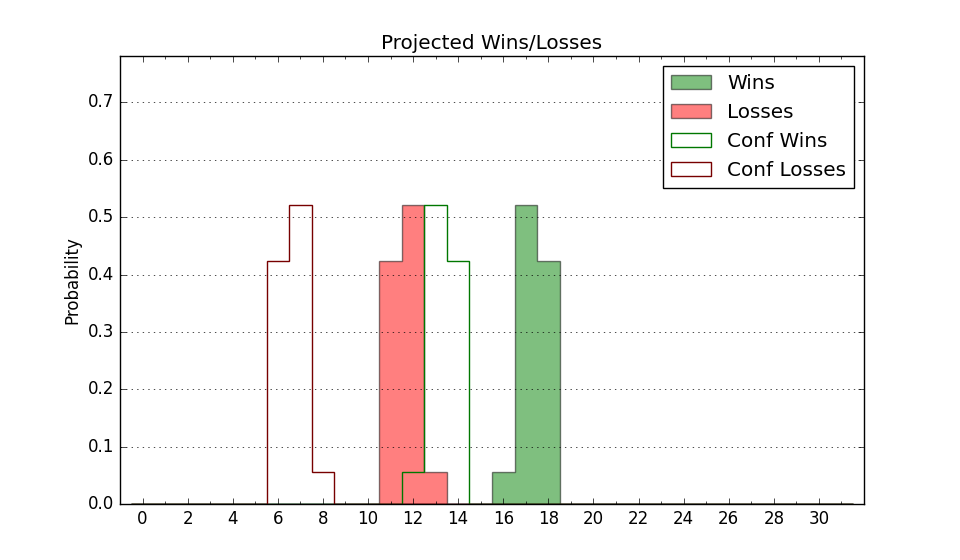 Projected Wins/Losses
Wins
Losses
Conf Wins
Conf Losses
Probability
0.7
0.6
0.5
0.4
0.3
0.2
0.1
0.0
0 2 4 6 8 10 12 14 16 18 20 22 24 26 28 30